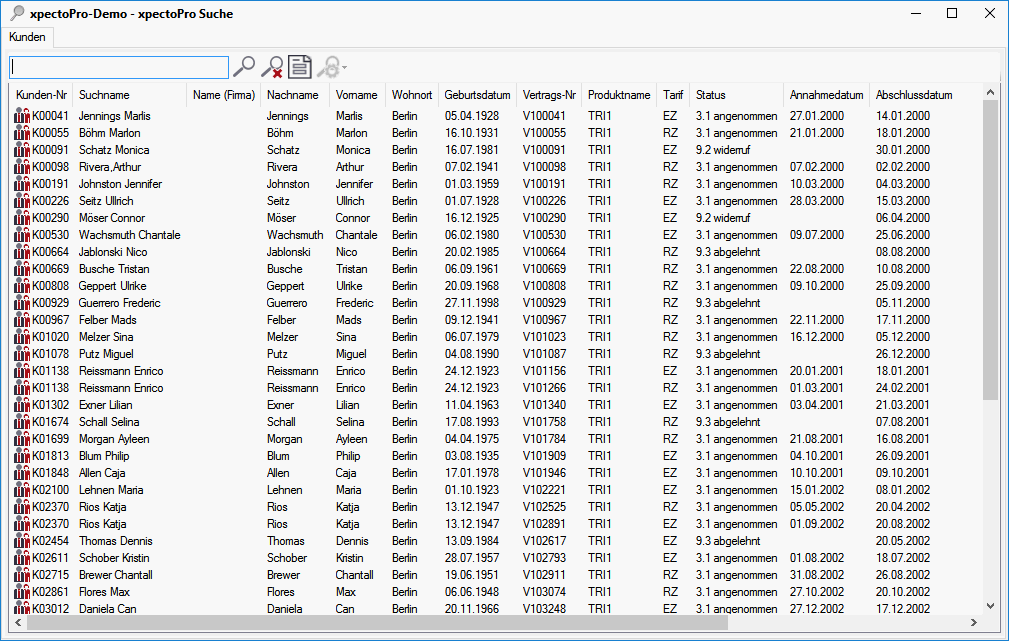 xpectoPro-Demo - xpectoPro Suche
Kunden
Kunden-Nr Suchname Name (Firma) Nachname Vorname Wohnort Geburtsdatum Vertrags-Nr Produktname Tarif Status Annahmedatum Abschlussdatum
K00041 Jennings Marlis Jennings Marlis Berlin 05.04.1928 V100041 TRI1 EZ 3.1 angenommen 27.01.2000 14.01.2000
K00055 Böhm Marlon Böhm Marlon Berlin 16.10.1931 V100055 TRI1 RZ 3.1 angenommen 21.01.2000 18.01.2000
K00091 Schatz Monica Schatz Monica Berlin 16.07.1981 V100091 TRI1 EZ 9.2 widerruf 30.01.2000
K00098 Rivera,Arthur Rivera Arthur Berlin 07.02.1941 V100098 TRI1 RZ 3.1 angenommen 07.02.2000 02.02.2000
K00191 Johnston Jennifer Johnston Jennifer Berlin 01.03.1959 V100191 TRI1 RZ 3.1 angenommen 10.03.2000 04.03.2000
K00226 Seitz Ullrich Seitz Ullrich Berlin 01.07.1928 V100226 TRI1 EZ 3.1 angenommen 28.03.2000 15.03.2000
K00290 Möser Connor Möser Connor Berlin 16.12.1925 V100290 TRI1 EZ 9.2 widerruf 06.04.2000
K00530 Wachsmuth Chantale Wachsmuth Chantale Berlin 06.02.1980 V100530 TRI1 EZ 3.1 angenommen 09.07.2000 25.06.2000
K00664 Jablonski Nico Jablonski Nico Berlin 20.02.1985 V100664 TRI1 RZ 9.3 abgelehnt 08.08.2000
K00669 Busche Tristan Busche Tristan Berlin 06.09.1961 V100669 TRI1 RZ 3.1 angenommen 22.08.2000 10.08.2000
K00808 Geppert Ulrike Geppert Ulrike Berlin 20.09.1968 V100808 TRI1 EZ 3.1 angenommen 09.10.2000 25.09.2000
K00929 Guerrero Frederic Guerrero Frederic Berlin 27.11.1998 V100929 TRI1 RZ 9.3 abgelehnt 05.11.2000
K00967 Felber Mads Felber Mads Berlin 09.12.1941 V100967 TRI1 RZ 3.1 angenommen 22.11.2000 17.11.2000
K01020 Melzer Sina Melzer Sina Berlin 06.07.1979 V101023 TRI1 EZ 3.1 angenommen 16.12.2000 05.12.2000
K01078 Putz Miguel Putz Miguel Berlin 04.08.1990 V101087 TRI1 RZ 9.3 abgelehnt 26.12.2000
K01138 Reissmann Enrico Reissmann Enrico Berlin 24.12.1923 V101156 TRI1 EZ 3.1 angenommen 20.01.2001 18.01.2001
K01138 Reissmann Enrico Reissmann Enrico Berlin 24.12.1923 V101266 TRI1 RZ 3.1 angenommen 01.03.2001 24.02.2001
K01302 Exner Lilian Exner Lilian Berlin 11.04.1963 V101340 TRI1 EZ 3.1 angenommen 03.04.2001 21.03.2001
K01674 Schall Selina Schall Selina Berlin 17.08.1993 V101758 TRI1 RZ 9.3 abgelehnt 07.08.2001
K01699 Morgan Ayleen Morgan Ayleen Berlin 04.04.1975 V101784 TRI1 RZ 3.1 angenommen 21.08.2001 16.08.2001
K01813 Blum Philip Blum Philip Berlin 03.08.1935 V101909 TRI1 EZ 3.1 angenommen 04.10.2001 26.09.2001
K01848 Allen Caja Allen Caja Berlin 17.01.1978 V101946 TRI1 EZ 3.1 angenommen 10.10.2001 09.10.2001
K02100 Lehnen Maria Lehnen Maria Berlin 01.10.1923 V102221 TRI1 EZ 3.1 angenommen 15.01.2002 08.01.2002
K02370 Rios Katja Rios Katja Berlin 13.12.1947 V102525 TRI1 RZ 3.1 angenommen 05.05.2002 20.04.2002
K02370 Rios Katja Rios Katja Berlin 13.12.1947 V102891 TRI1 EZ 3.1 angenommen 01.09.2002 20.08.2002
K02454 Thomas Dennis Thomas Dennis Berlin 13.09.1984 V102617 TRI1 EZ 9.3 abgelehnt 20.05.2002
K02611 Schober Kristin Schober Kristin Berlin 28.07.1957 V102793 TRI1 EZ 3.1 angenommen 01.08.2002 18.07.2002
K02715 Brewer Chantall Brewer Chantall Berlin 19.06.1951 V102911 TRI1 RZ 3.1 angenommen 31.08.2002 26.08.2002
K02861 Flores Max Flores Max Berlin 06.06.1948 V103074 TRI1 RZ 3.1 angenommen 21.10.2002 20.10.2002
K03012 Daniela Can Daniela Can Berlin 20.11.1966 V103248 TRI1 EZ 3.1 angenommen 27.12.2002 17.12.2002